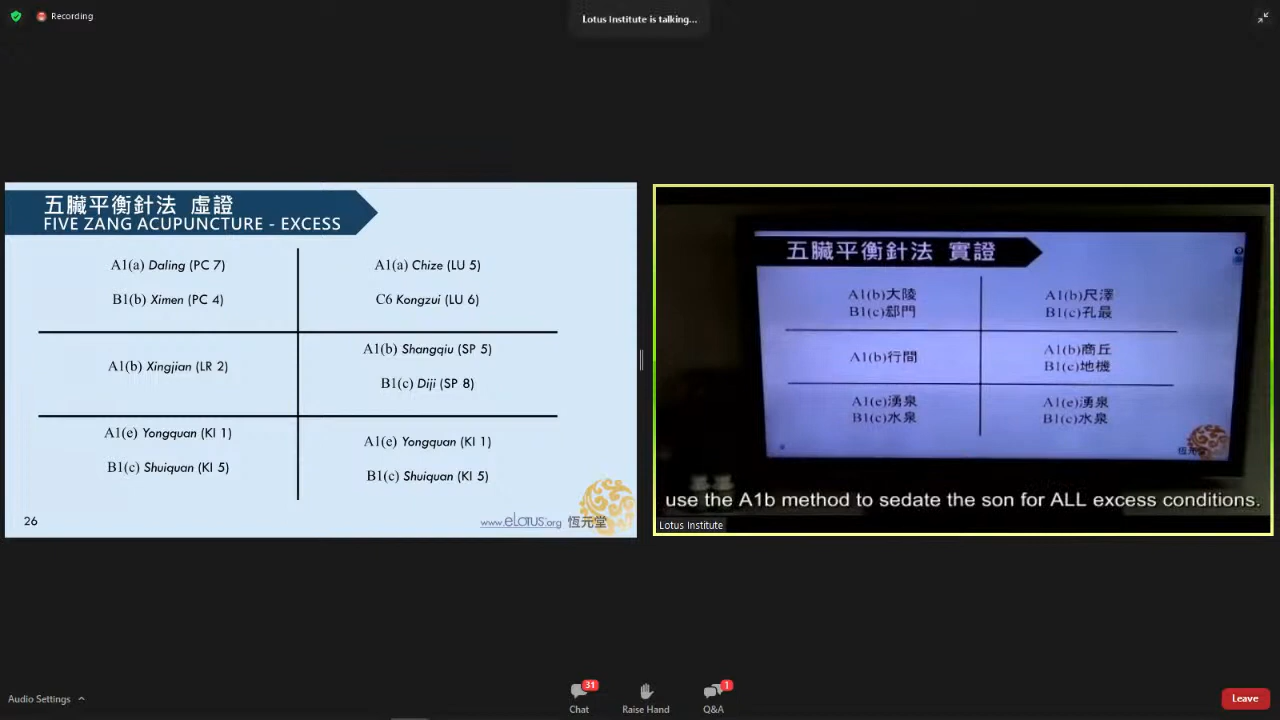 Recording
Lotus Institute is talking...
五臟平衡針法 虛證
FIVE ZANG ACUPUNCTURE - EXCESS
A1(a) Daling (PC 7)
B1(b) Ximen (PC 4)
A1(a) Chize (LU 5)
C6 Kongzui (LU 6)
A1(b) Xingjian (LR 2)
A1(b) Shangqiu (SP 5)
B1(c) Diji (SP 8)
A1(e) Yongquan (KI 1)
B1(c) Shuiquan (KI 5)
A1(e) Yongquan (KI 1)
B1(c) Shuiquan (KI 5)
26
www.eLotus.org 恆元堂
五臟平衡針法 實證
A1(b)大陵
B1(c)郄門
A1(b)尺澤
B1(c)孔最
A1(b)行間
A1(b)商丘
B1(c)地機
A1(e)湧泉
B1(c)水泉
A1(e)湧泉
B1(c)水泉
恆元堂
use the A1b method to sedate the son for ALL excess conditions.
Lotus Institute
Audio Settings
31
Chat
Raise Hand
1
Q&A
Leave